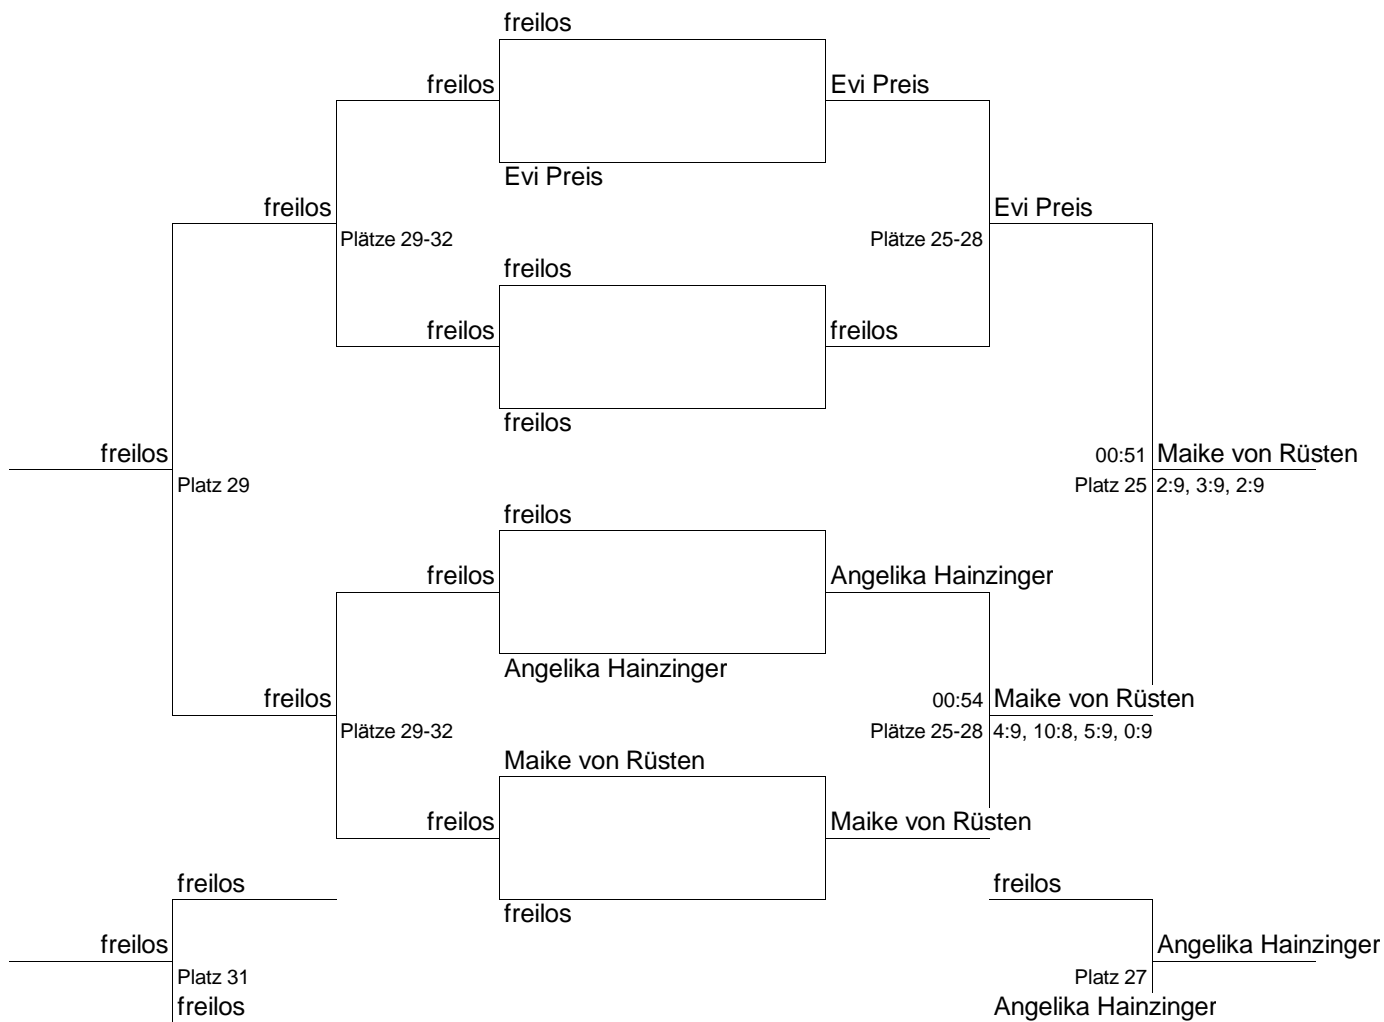 freilos
freilos
Evi Preis
Evi Preis
freilos
Evi Preis
Plätze 29-32
Plätze 25-28
freilos
freilos
freilos
freilos
freilos
00:51 Maike von Rüsten
Platz 29
Platz 25 2:9, 3:9, 2:9
freilos
freilos
Angelika Hainzinger
Angelika Hainzinger
freilos
00:54 Maike von Rüsten
Plätze 29-32
Plätze 25-28 4:9, 10:8, 5:9, 0:9
Maike von Rüsten
freilos
Maike von Rüsten
freilos
freilos
freilos
freilos
Angelika Hainzinger
Platz 31
Platz 27
freilos
Angelika Hainzinger